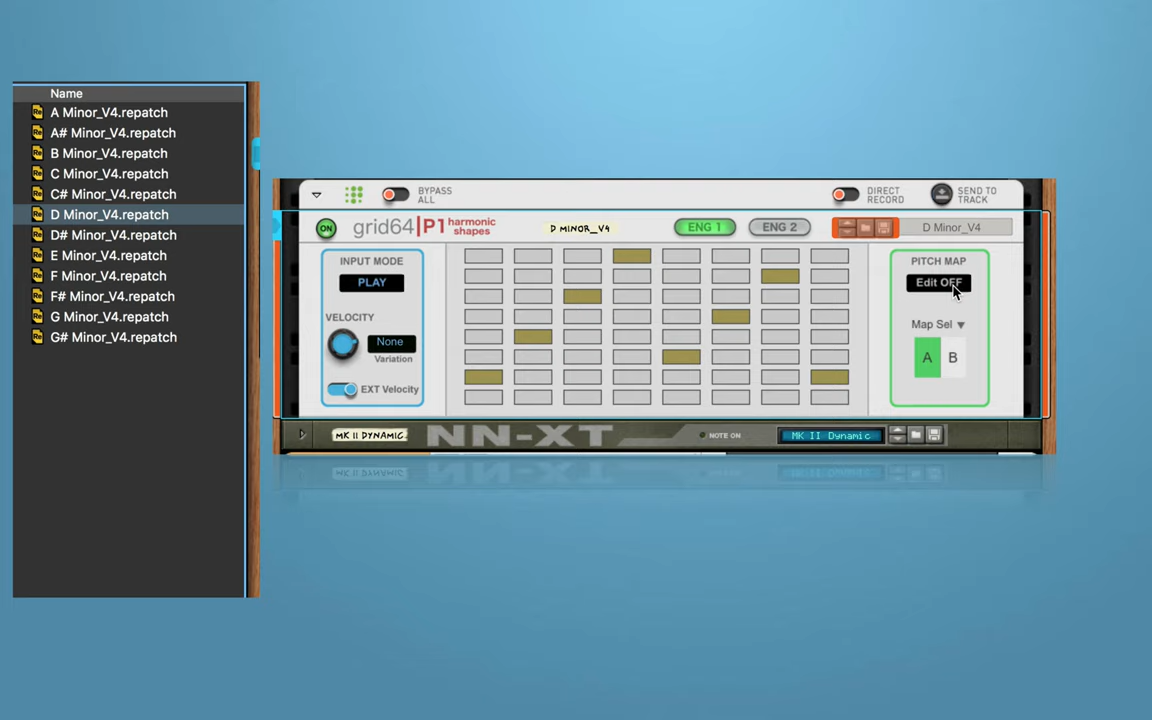 Name
A Minor_V4.repatch
A# Minor_V4.repatch
B Minor_V4.repatch
C Minor_V4.repatch
C# Minor_V4.repatch
D Minor_V4.repatch
D# Minor_V4.repatch
E Minor_V4.repatch
F Minor_V4.repatch
F# Minor_V4.repatch
G Minor_V4.repatch
G# Minor_V4.repatch
BYPASS
ALL
DIRECT
RECORD
SEND TO
TRACK
ON
grid64|P1 harmonic
shapes
D MINOR_V4
ENG 1
ENG 2
D Minor_V4
INPUT MODE
PLAY
VELOCITY
None
Variation
EXT Velocity
PITCH MAP
Edit OFF
Map Sel
A
B
MK II DYNAMIC
NN-XT
NOTE ON
MK II Dynamic